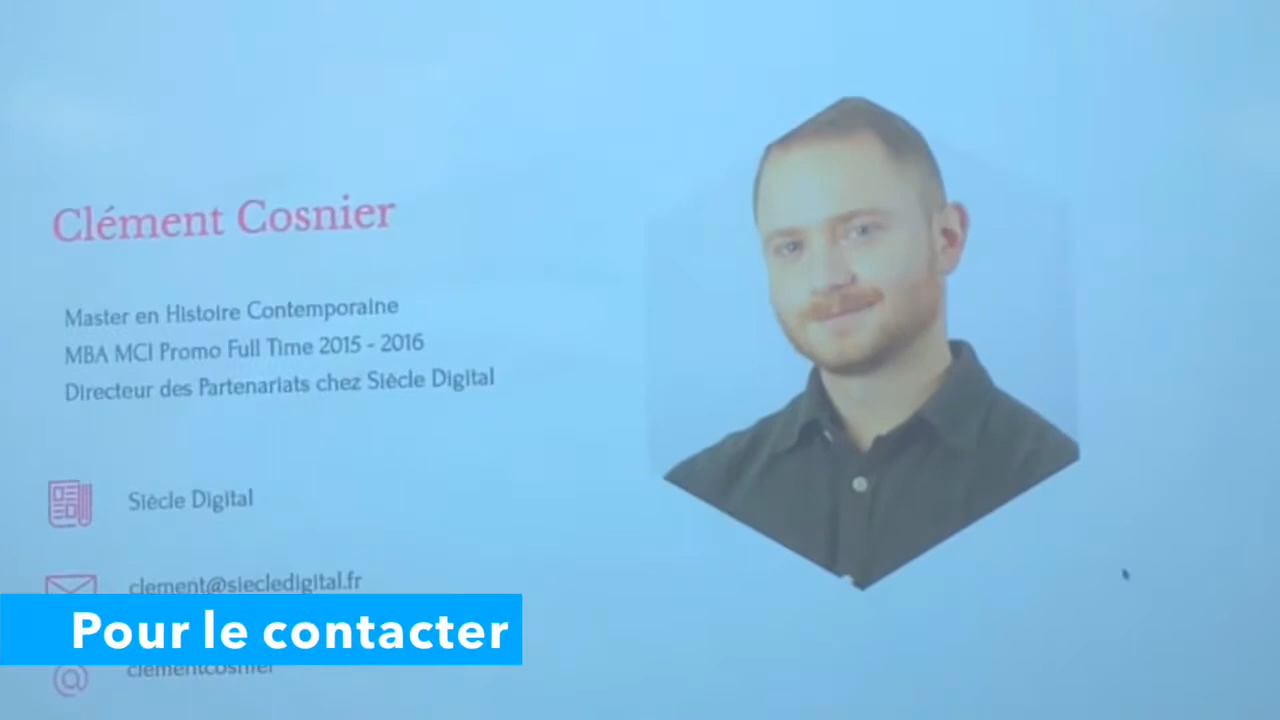 Clément Cosnier
Master en Histoire Contemporaine
MBA MCI Promo Full Time 2015 - 2016
Directeur des Partenariats chez Siècle Digital
Siècle Digital
clement@siecledigital.fr
Pour le contacter
clementcosnier